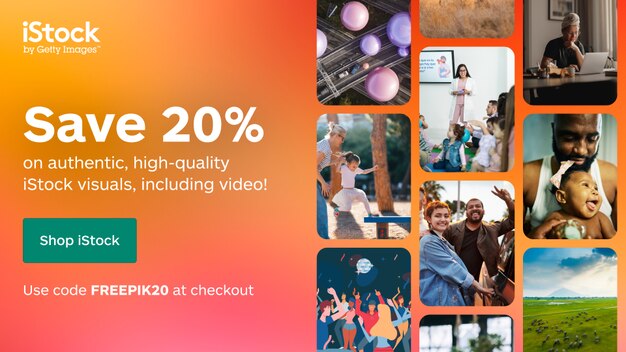 iStock
by Getty Images™
Save 20%
on authentic, high-quality
iStock visuals, including video!
Shop iStock
Use code FREEPIK20 at checkout